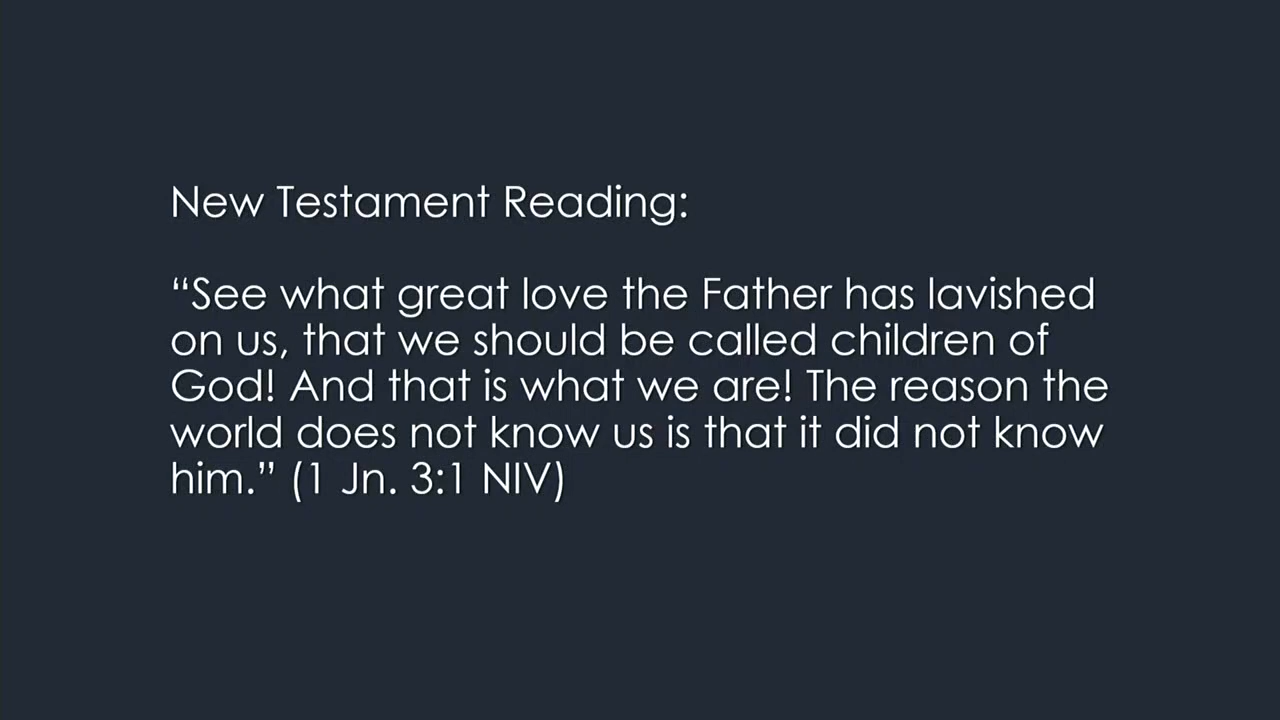 New Testament Reading:
“See what great love the Father has lavished
on us, that we should be called children of
God! And that is what we are! The reason the
world does not know us is that it did not know
him.” (1 Jn. 3:1 NIV)